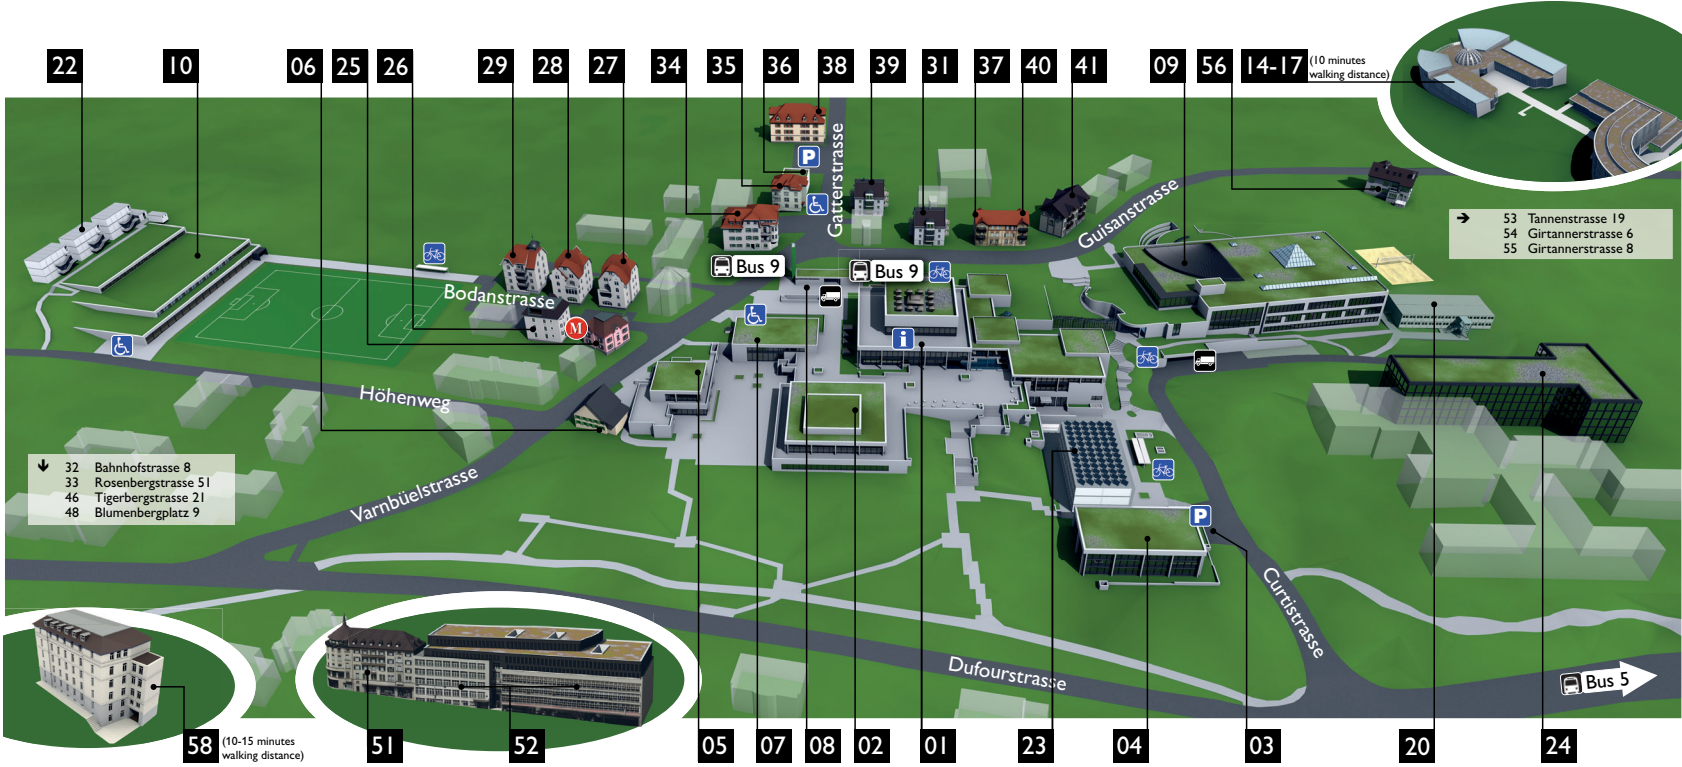 22
10
06
25
26
29
28
27
34
35
36
38
39
31
37
40
41
09
56
14-17
(10 minutes
walking distance)
P
Gatterstrasse
Guisanstrasse
→ 53 Tannenstrasse 19
54 Girtannerstrasse 6
55 Girtannerstrasse 8
Bus 9
Bus 9
Bodanstrasse
M
i
Höhenweg
↓ 32 Bahnhofstrasse 8
33 Rosenbergstrasse 51
46 Tigerbergstrasse 21
48 Blumenbergplatz 9
Varnbüelstrasse
P
Curtistrasse
Dufourstrasse
Bus 5
58
(10-15 minutes
walking distance)
51
52
05
07
08
02
01
23
04
03
20
24